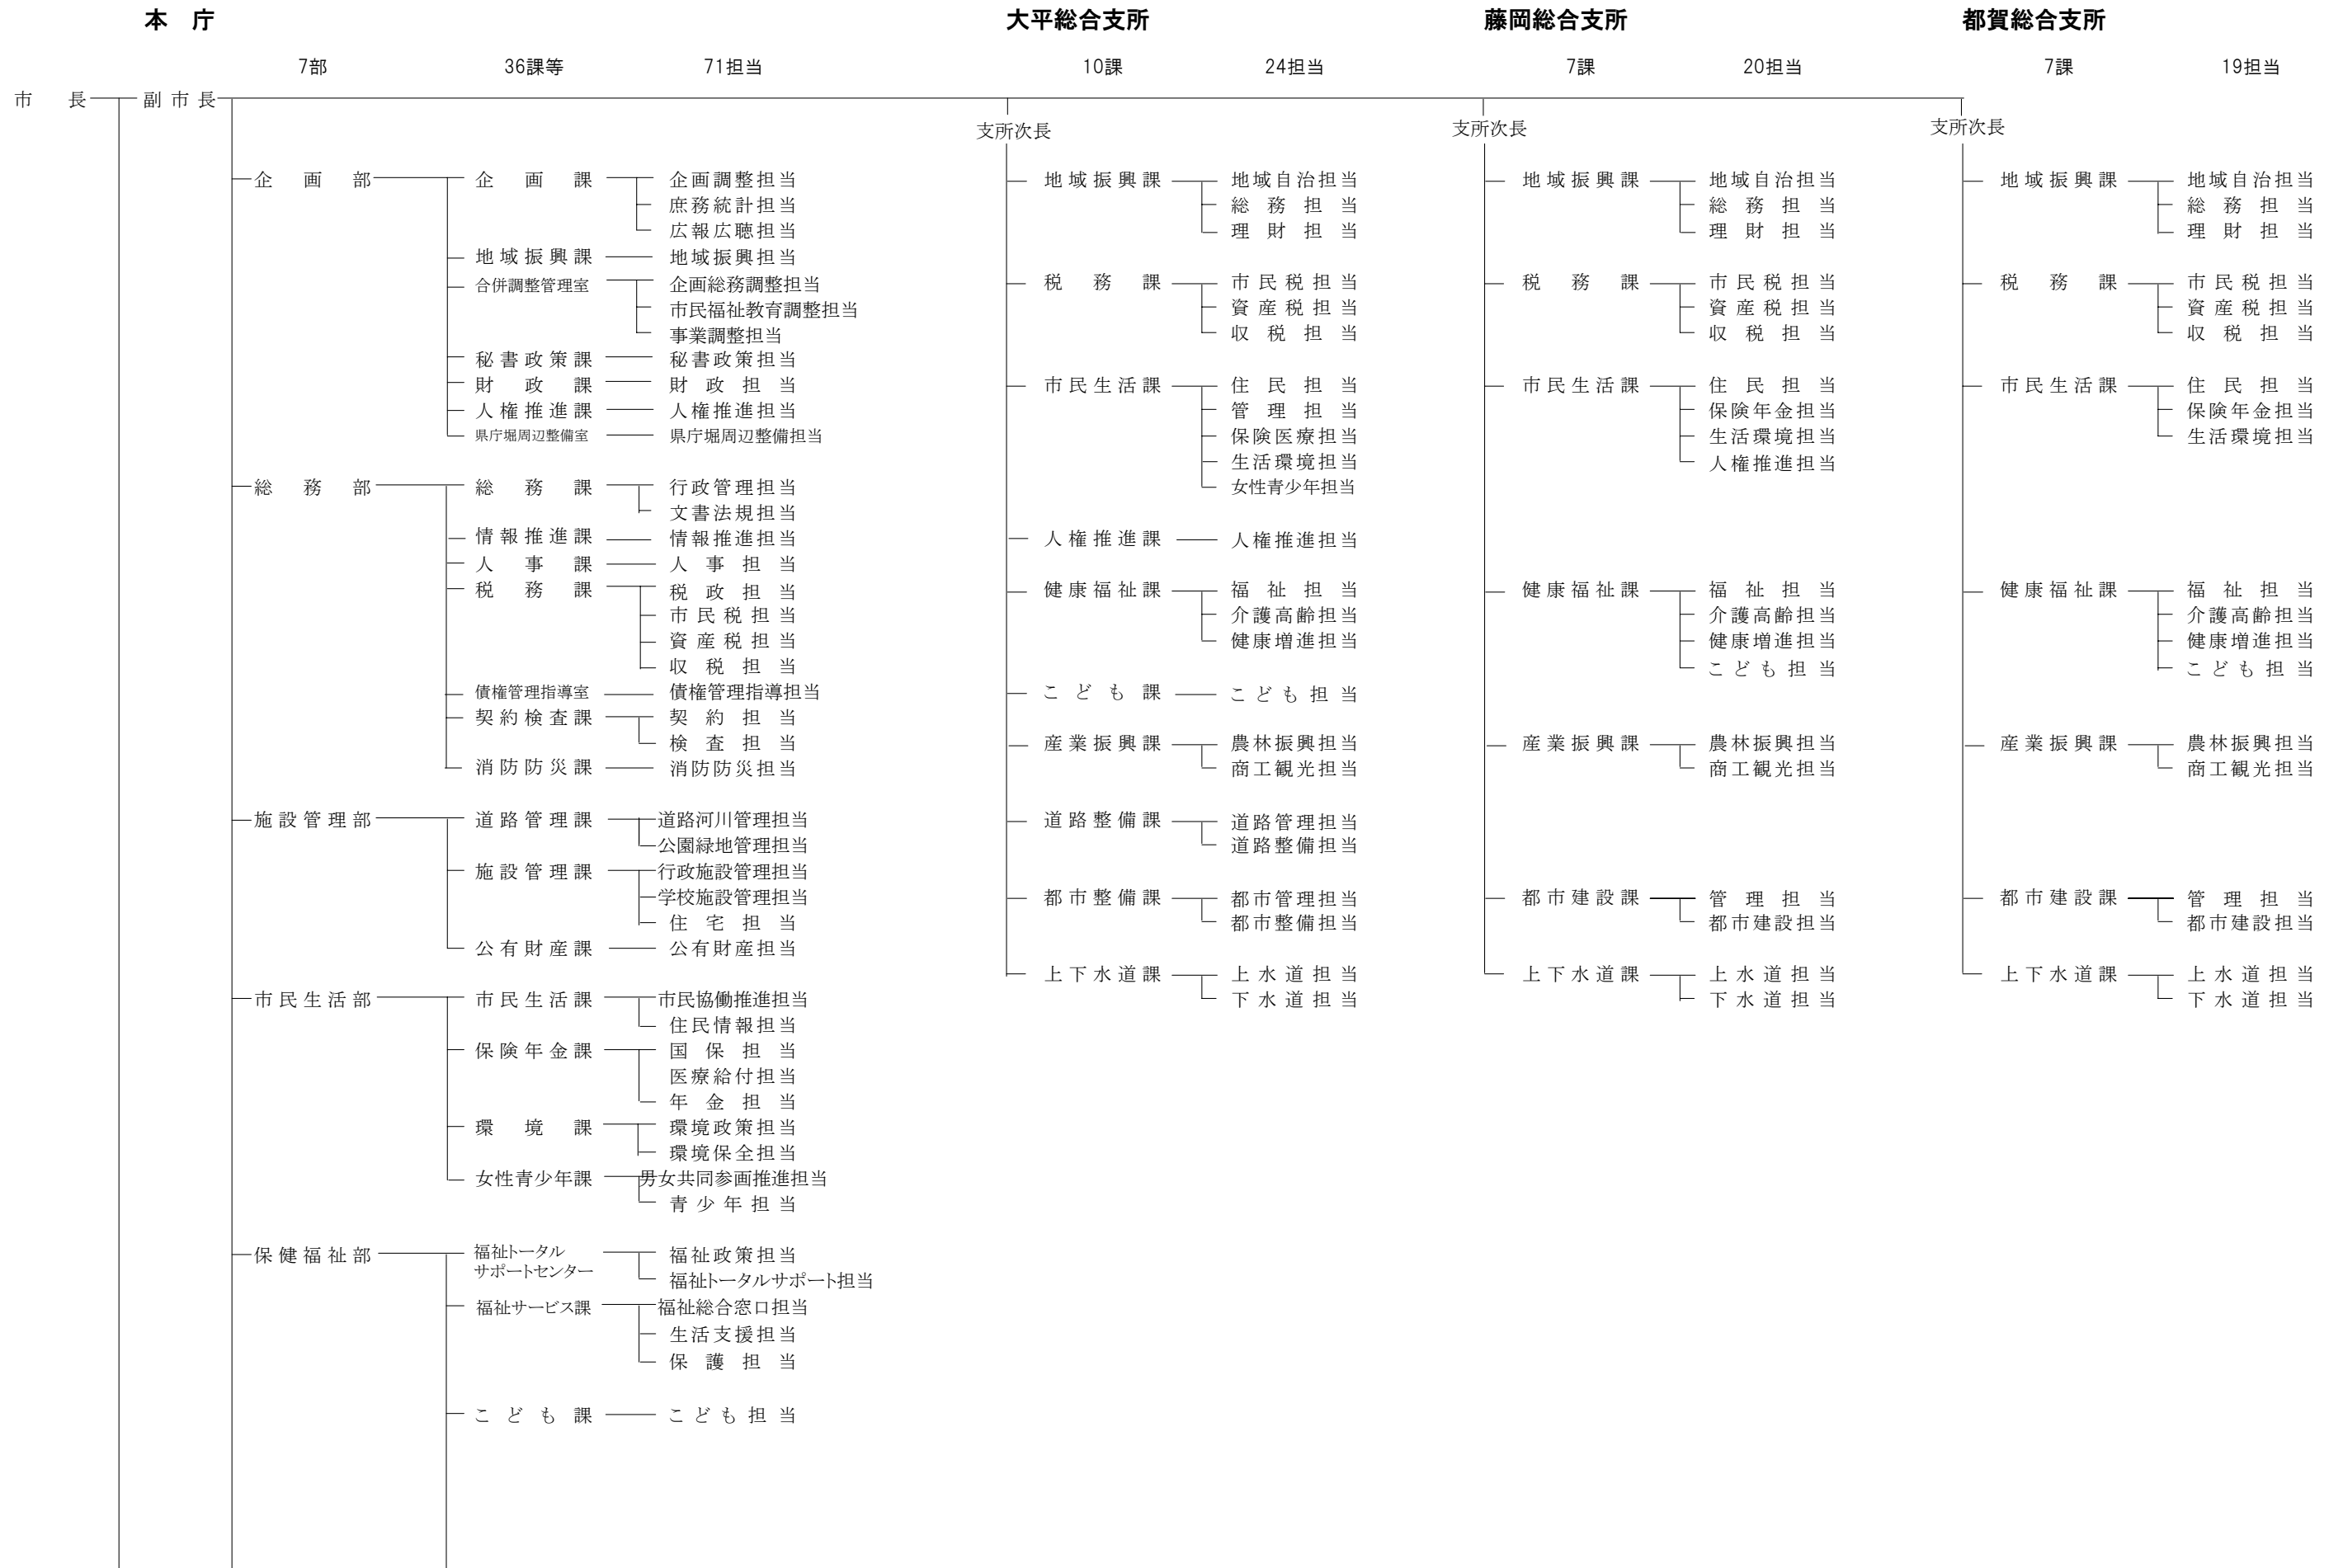 本 庁 大平総合支所 藤岡総合支所 都賀総合支所
7部 36課等 71担当 10課 24担当 7課 20担当 7課 19担当
市 長 副市長
支所次長 支所次長 支所次長
企画部 企画課 企画調整担当 地域振興課 地域自治担当 地域振興課 地域自治担当 地域振興課 地域自治担当
庶務統計担当 総務担当 総務担当 総務担当
広報広聴担当 理財担当 理財担当 理財担当
地域振興課 地域振興担当
合併調整管理室 企画総務調整担当 税務課 市民税担当 税務課 市民税担当 税務課 市民税担当
市民福祉教育調整担当 資産税担当 資産税担当 資産税担当
事業調整担当 収税担当 収税担当 収税担当
秘書政策課 秘書政策担当
財政課 財政担当 市民生活課 住民担当 市民生活課 住民担当 市民生活課 住民担当
人権推進課 人権推進担当 管理担当 保険年金担当 保険年金担当
県庁堀周辺整備室 県庁堀周辺整備担当 保険医療担当 生活環境担当 生活環境担当
生活環境担当 人権推進担当
総務部 総務課 行政管理担当 女性青少年担当
文書法規担当
情報推進課 情報推進担当 人権推進課 人権推進担当
人事課 人事担当
税務課 税政担当 健康福祉課 福祉担当 健康福祉課 福祉担当 健康福祉課 福祉担当
市民税担当 介護高齢担当 介護高齢担当 介護高齢担当
資産税担当 健康増進担当 健康増進担当 健康増進担当
収税担当 こども担当 こども担当
債権管理指導室 債権管理指導担当 こども課 こども担当
契約検査課 契約担当
検査担当 産業振興課 農林振興担当 産業振興課 農林振興担当 産業振興課 農林振興担当
消防防災課 消防防災担当 商工観光担当 商工観光担当 商工観光担当
施設管理部 道路管理課 道路河川管理担当 道路整備課 道路管理担当
公園緑地管理担当 道路整備担当
施設管理課 行政施設管理担当
学校施設管理担当 都市整備課 都市管理担当 都市建設課 管理担当 都市建設課 管理担当
住宅担当 都市整備担当 都市建設担当 都市建設担当
公有財産課 公有財産担当
上下水道課 上水道担当 上下水道課 上水道担当 上下水道課 上水道担当
市民生活部 市民生活課 市民協働推進担当 下水道担当 下水道担当 下水道担当
住民情報担当
保険年金課 国保担当
医療給付担当
年金担当
環境課 環境政策担当
環境保全担当
女性青少年課 男女共同参画推進担当
青少年担当
保健福祉部 福祉トータル 福祉政策担当
サポートセンター
福祉トータルサポート担当
福祉サービス課 福祉総合窓口担当
生活支援担当
保護担当
こども課 こども担当